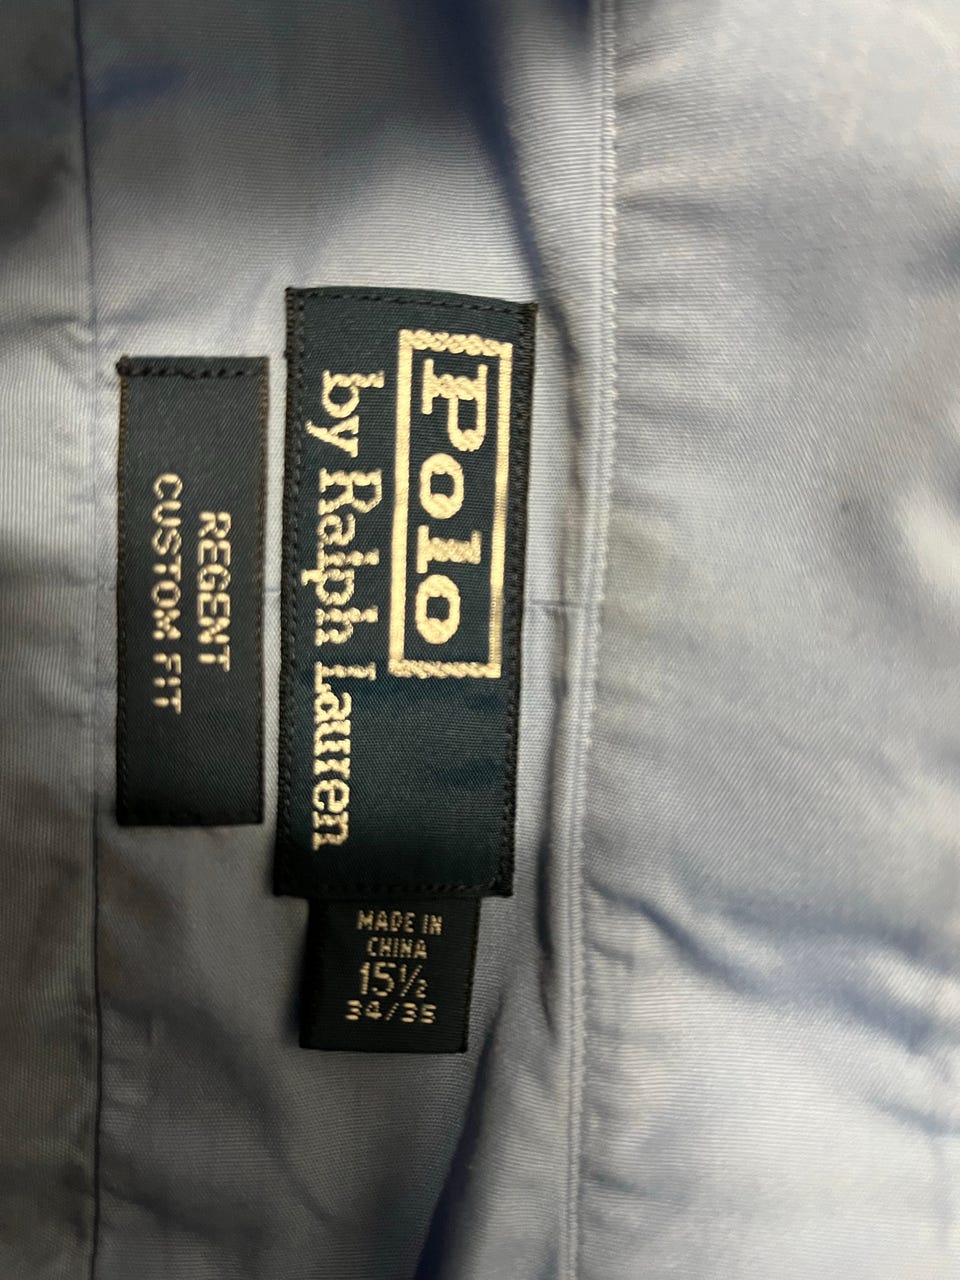 Polo
by Ralph Lauren
REGENT
CUSTOM FIT
MADE IN
CHINA
15½
34/35